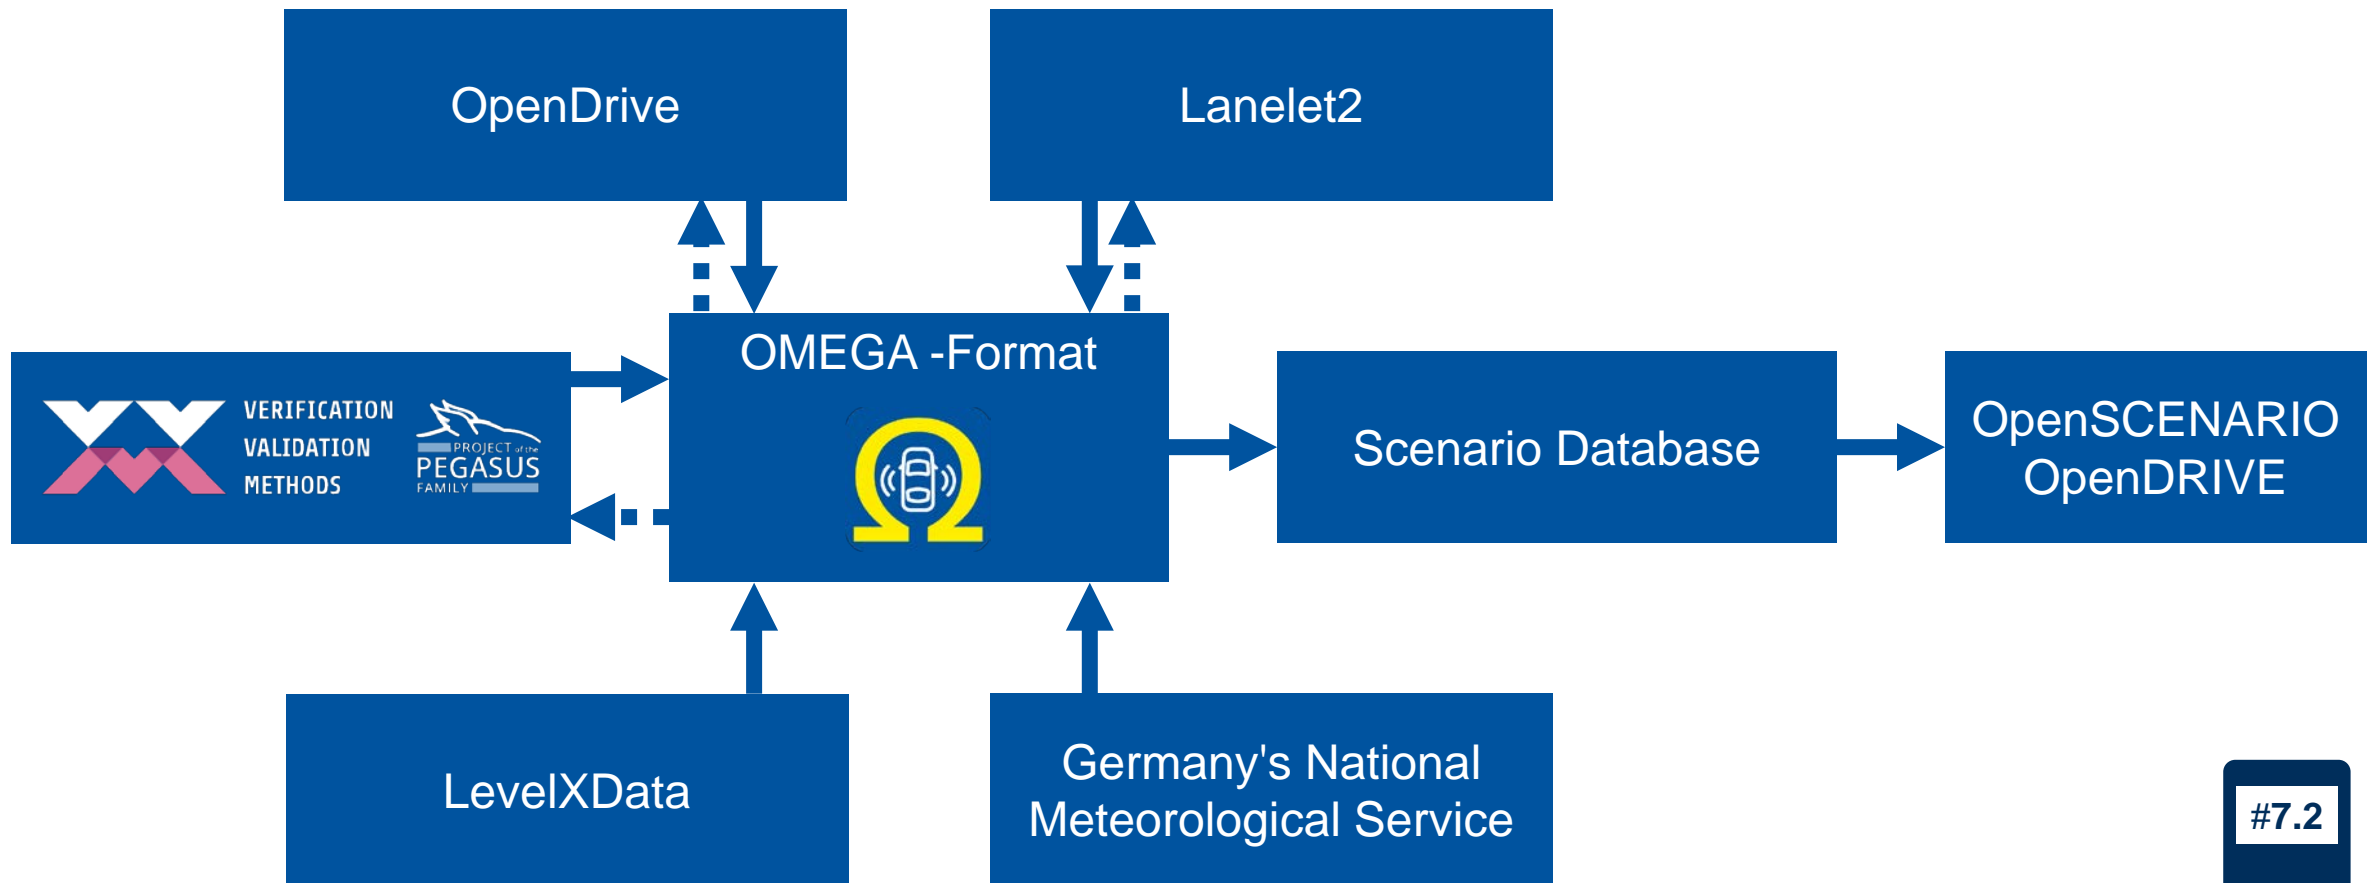 OpenDrive
Lanelet2
OMEGA -Format
VERIFICATION
VALIDATION
METHODS
PROJECT of the
PEGASUS
FAMILY
Scenario Database
OpenSCENARIO
OpenDRIVE
LevelXData
Germany's National
Meteorological Service
#7.2